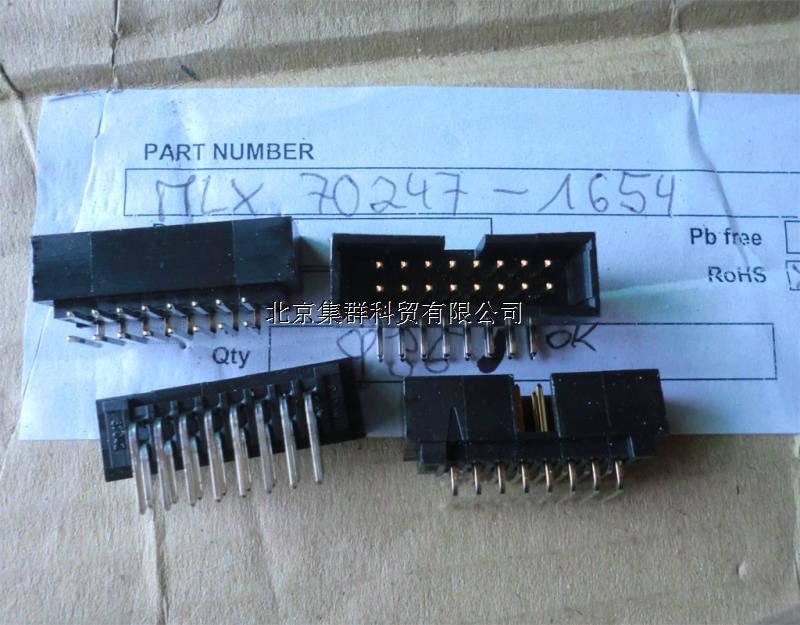 PART NUMBER
MLX 70247-1654
Pb free
RoHS
北京集群科贸有限公司
Qty
OK